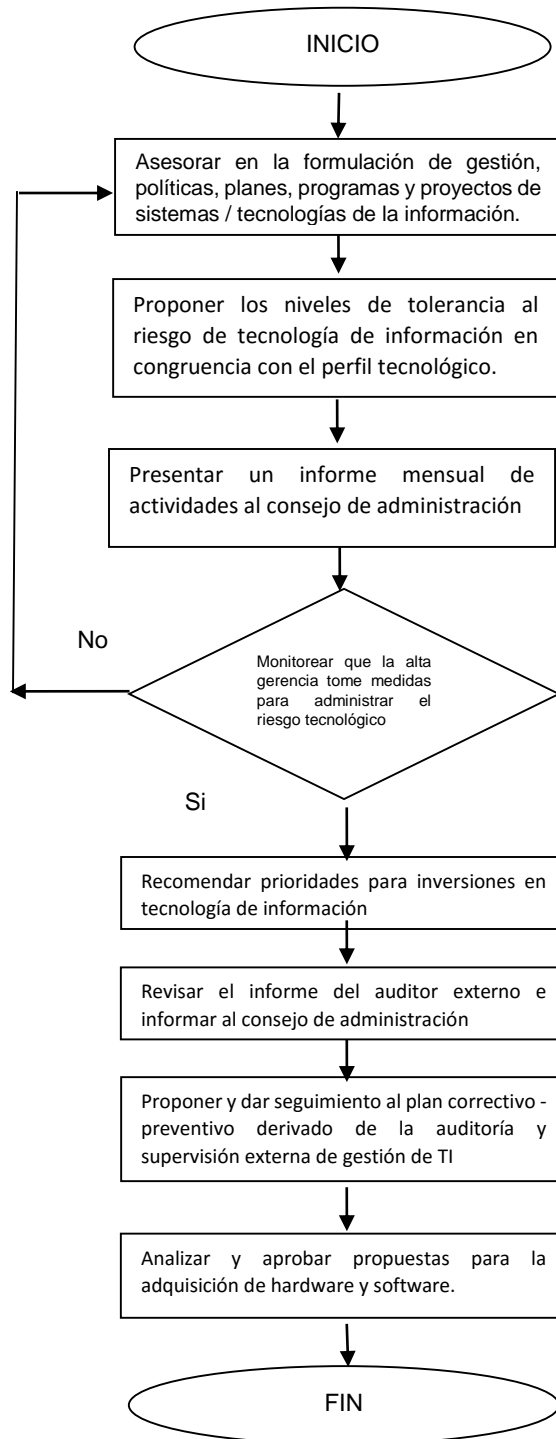 INICIO
Asesorar en la formulación de gestión,
políticas, planes, programas y proyectos de
sistemas / tecnologías de la información.
Proponer los niveles de tolerancia al
riesgo de tecnología de información en
congruencia con el perfil tecnológico.
Presentar un informe mensual de
actividades al consejo de administración
No
Monitorear que la alta
gerencia tome medidas
para administrar el
riesgo tecnológico
Si
Recomendar prioridades para inversiones en
tecnología de información
Revisar el informe del auditor externo e
informar al consejo de administración
Proponer y dar seguimiento al plan correctivo -
preventivo derivado de la auditoría y
supervisión externa de gestión de TI
Analizar y aprobar propuestas para la
adquisición de hardware y software.
FIN